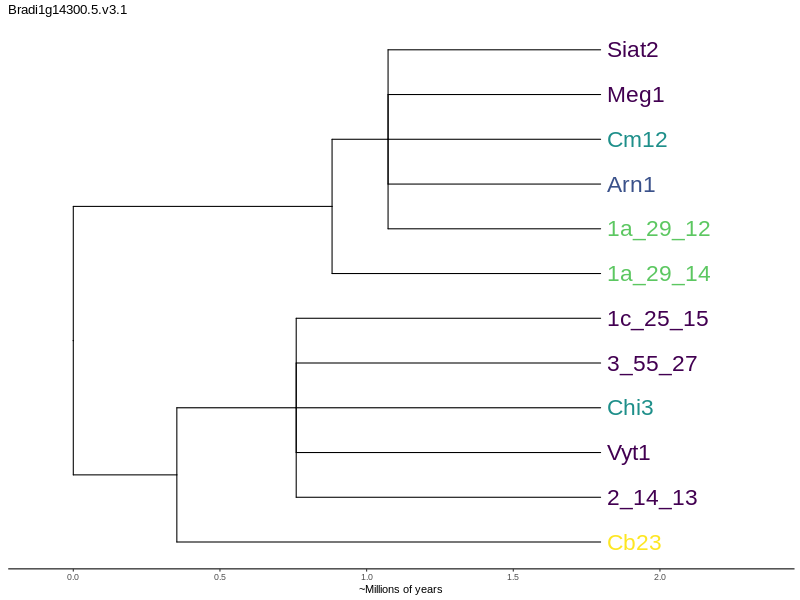 Bradi1g14300.5.v3.1
Siat2
Meg1
Cm12
Arn1
1a_29_12
1a_29_14
1c_25_15
3_55_27
Chi3
Vyt1
2_14_13
Cb23
0.0 0.5 1.0 1.5 2.0
~Millions of years